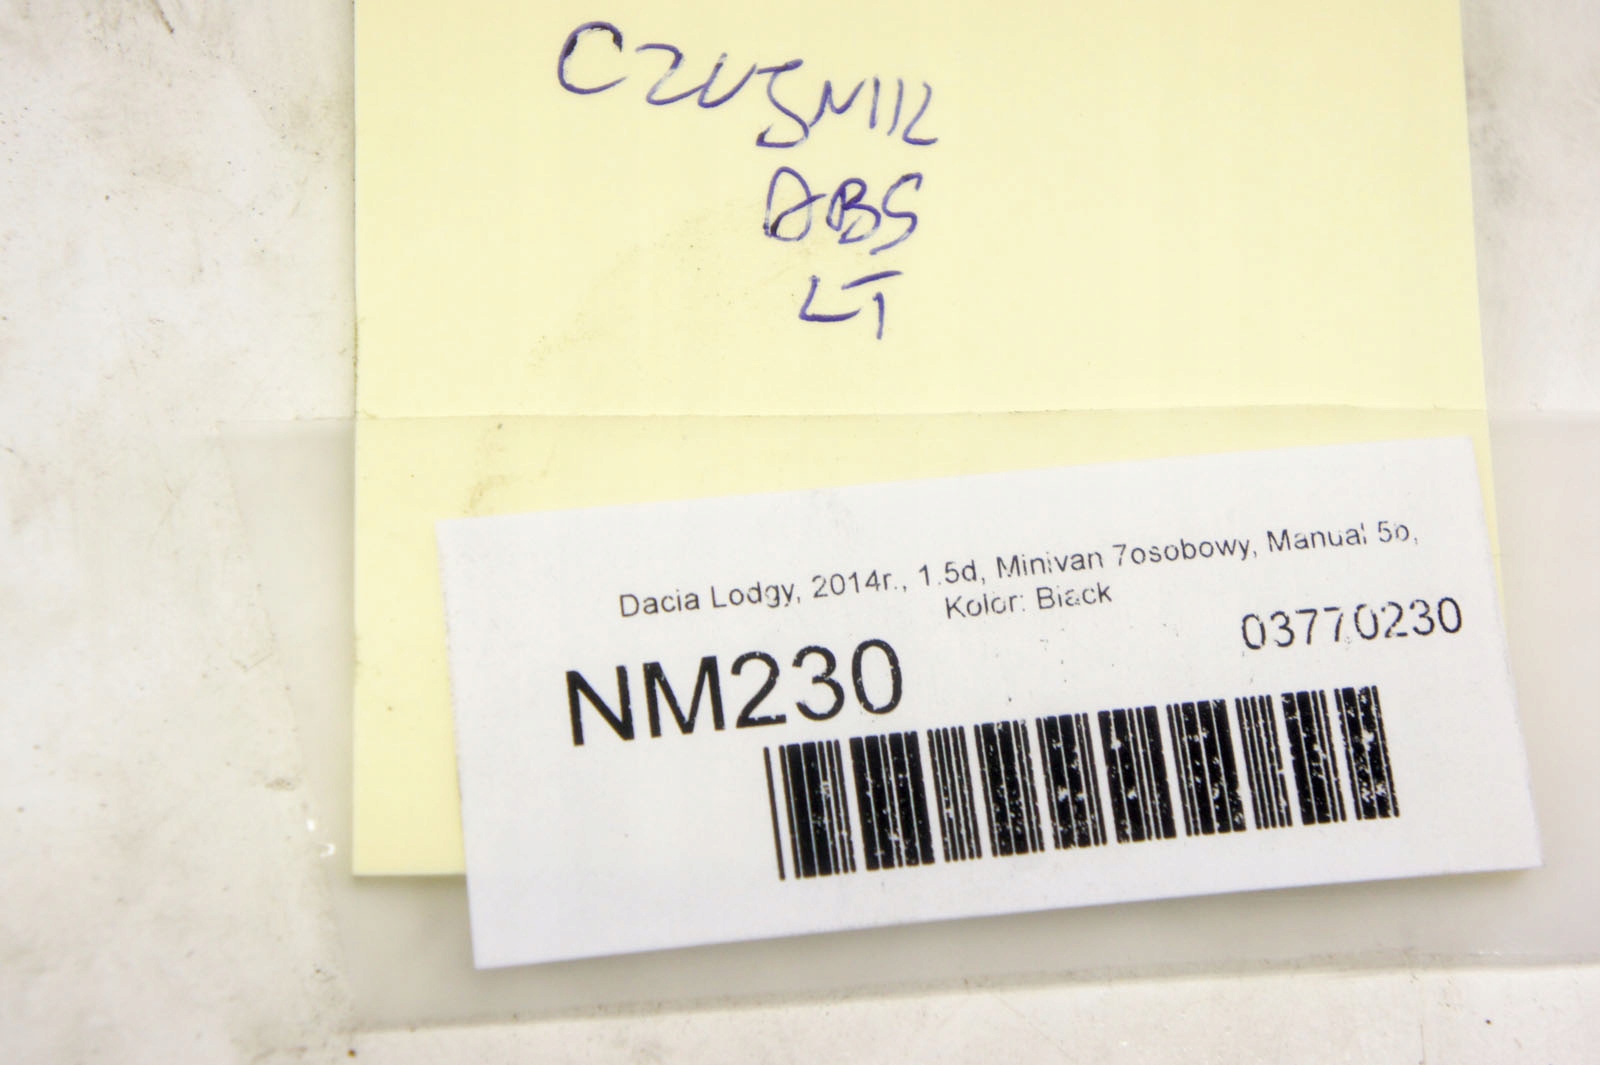 CZUJNIK
ABS
LT
Dacia Lodgy, 2014r., 1.5d, Minivan 7osobowy, Manual 5b,
Kolor: Black
03770230
NM230